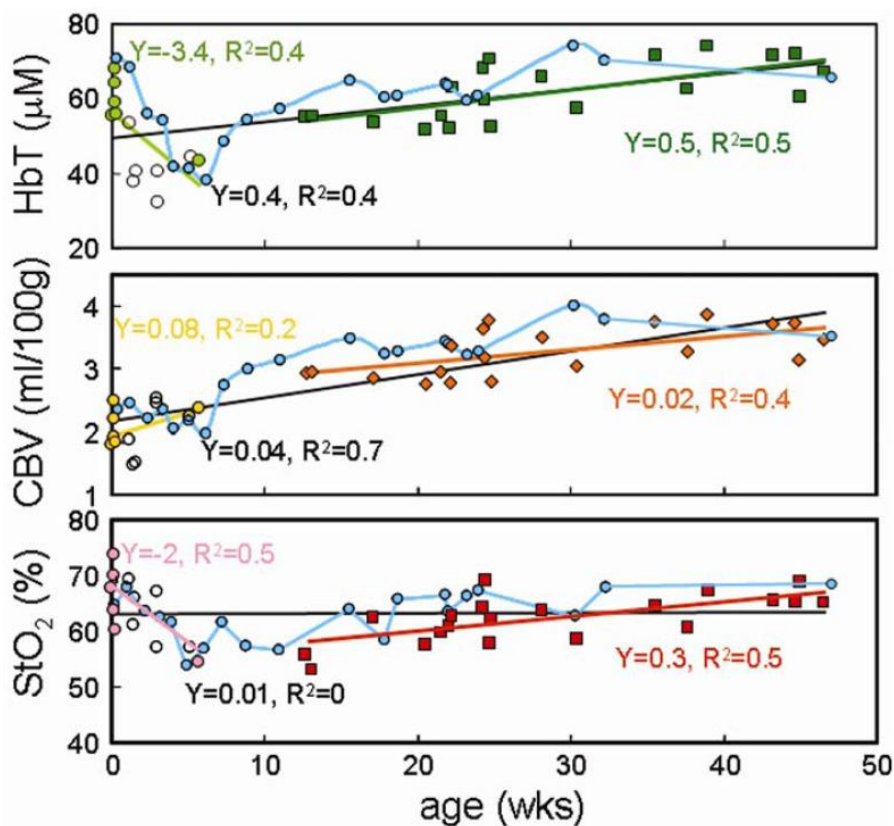 80
60
40
20
HbT (μM)
Y=-3.4, R²=0.4
Y=0.5, R²=0.5
Y=0.4, R²=0.4
4
3
2
1
CBV (ml/100g)
Y=0.08, R²=0.2
Y=0.02, R²=0.4
Y=0.04, R²=0.7
80
70
60
50
40
StO₂ (%)
Y=-2, R²=0.5
Y=0.3, R²=0.5
Y=0.01, R²=0
0 10 20 30 40 50
age (wks)